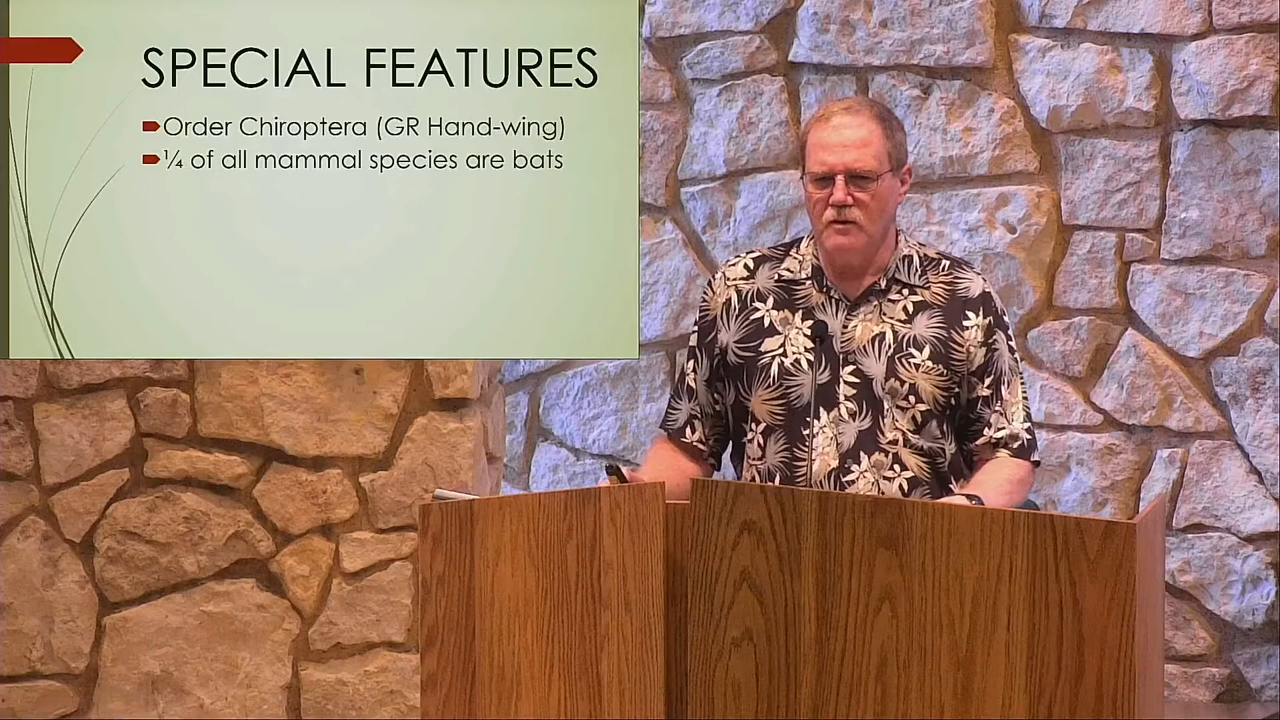 SPECIAL FEATURES
Order Chiroptera (GR Hand-wing)
¼ of all mammal species are bats